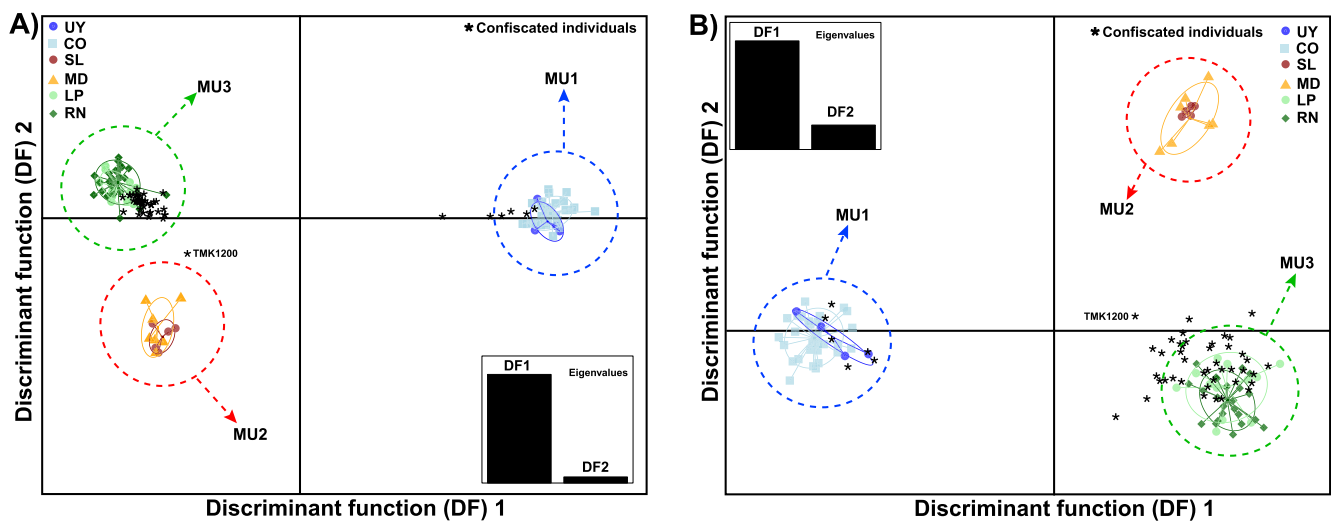 A)
UY
CO
SL
MD
LP
RN
* Confiscated individuals
MU3
MU1
* TMK1200
MU2
DF1
Eigenvalues
DF2
Discriminant function (DF) 2
Discriminant function (DF) 1
B)
DF1
Eigenvalues
DF2
* Confiscated individuals
UY
CO
SL
MD
LP
RN
MU2
MU1
MU3
TMK1200 *
Discriminant function (DF) 2
Discriminant function (DF) 1